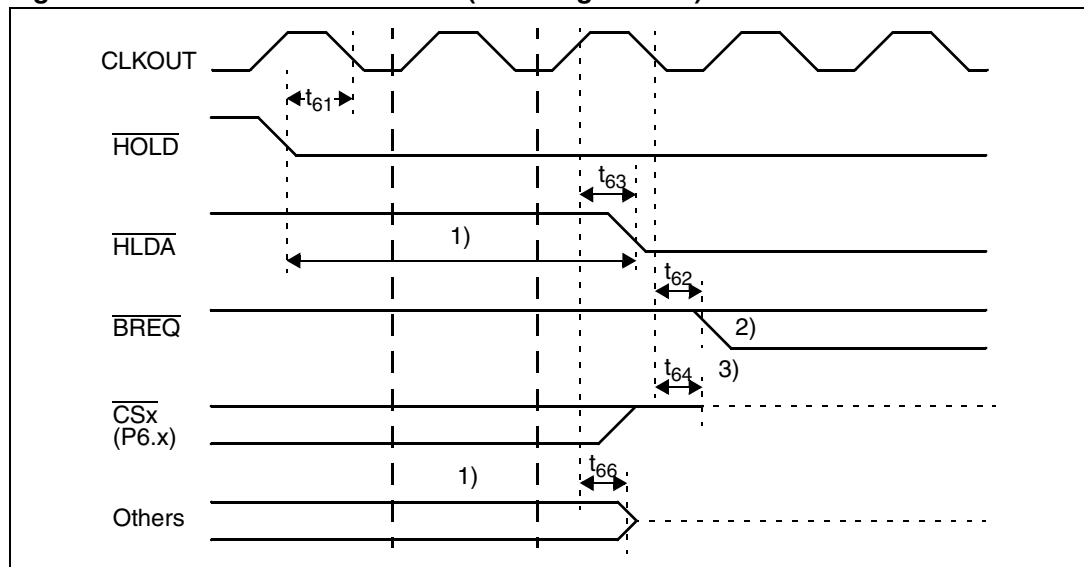 CLKOUT
t61
HOLD
t63
HLDA
1)
t62
BREQ
2)
t64
3)
CSx
(P6.x)
1)
t66
Others